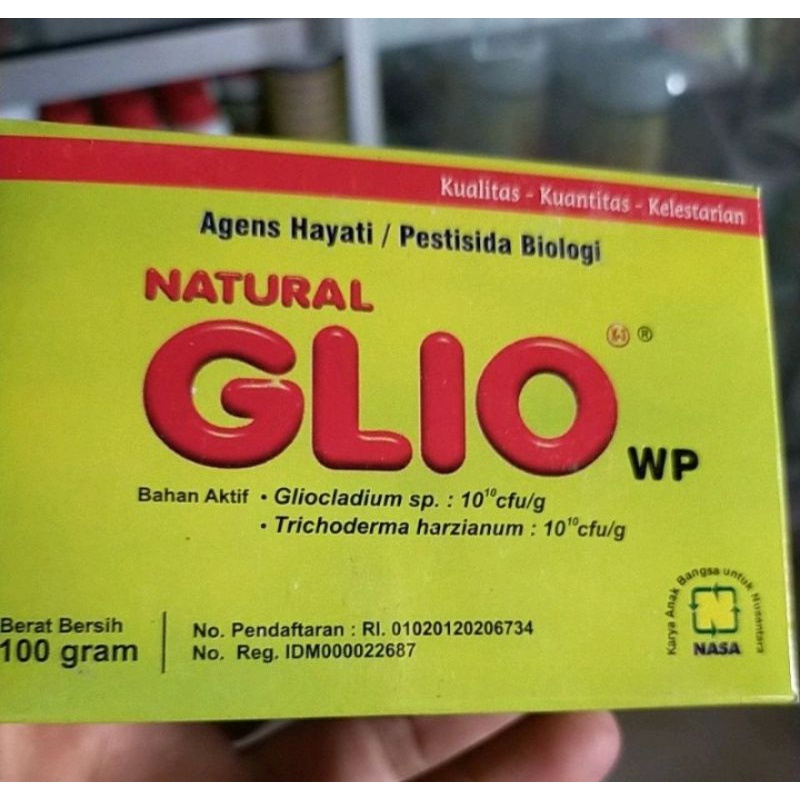 Kualitas - Kuantitas - Kelestarian
Agens Hayati / Pestisida Biologi
NATURAL
GLIO ®
WP
Bahan Aktif • Gliocladium sp. : 10¹⁰cfu/g
• Trichoderma harzianum : 10¹⁰cfu/g
Berat Bersih
100 gram
No. Pendaftaran : RI. 01020120206734
No. Reg. IDM000022687
Karya Anak Bangsa untuk Nusantara
N
NASA